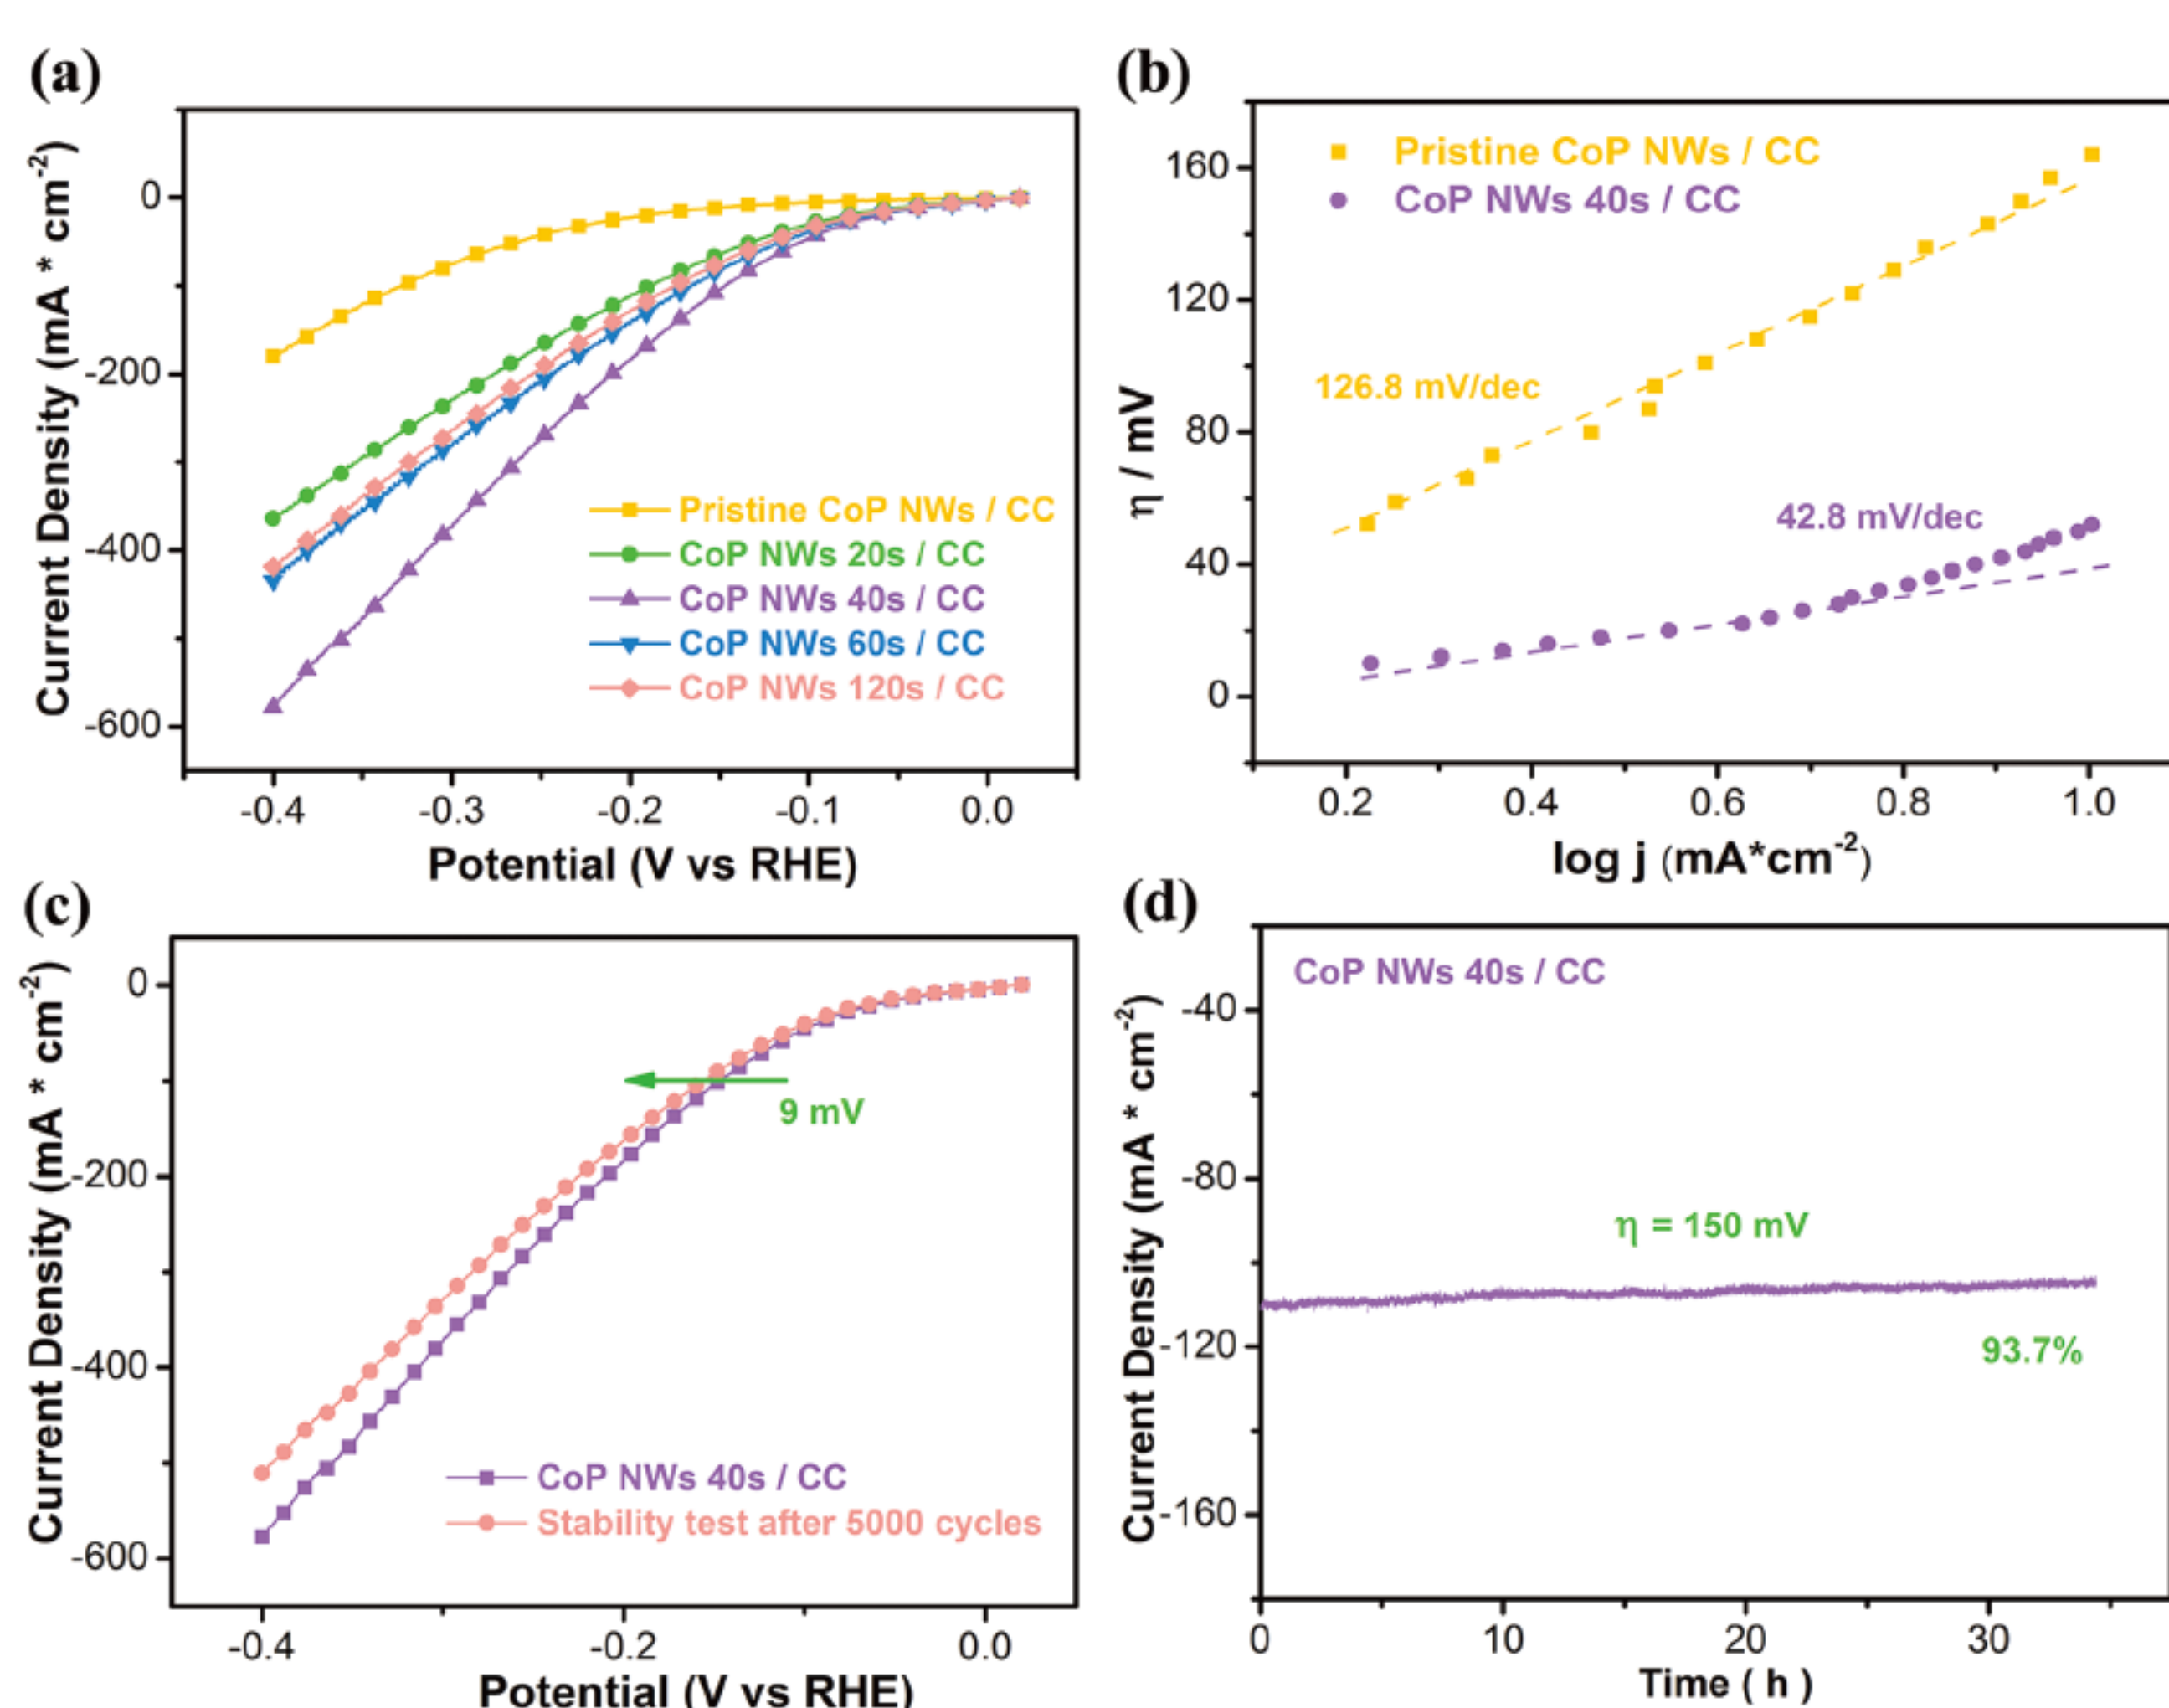 (a)
Current Density (mA * cm-2)
0
-200
-400
-600
Pristine CoP NWs / CC
CoP NWs 20s / CC
CoP NWs 40s / CC
CoP NWs 60s / CC
CoP NWs 120s / CC
-0.4 -0.3 -0.2 -0.1 0.0
Potential (V vs RHE)
(b)
η / mV
160
120
80
40
0
Pristine CoP NWs / CC
CoP NWs 40s / CC
126.8 mV/dec
42.8 mV/dec
0.2 0.4 0.6 0.8 1.0
log j (mA*cm-2)
(c)
Current Density (mA * cm-2)
0
-200
-400
-600
9 mV
CoP NWs 40s / CC
Stability test after 5000 cycles
-0.4 -0.2 0.0
Potential (V vs RHE)
(d)
Current Density (mA * cm-2)
-40
-80
-120
-160
CoP NWs 40s / CC
η = 150 mV
93.7%
0 10 20 30
Time ( h )